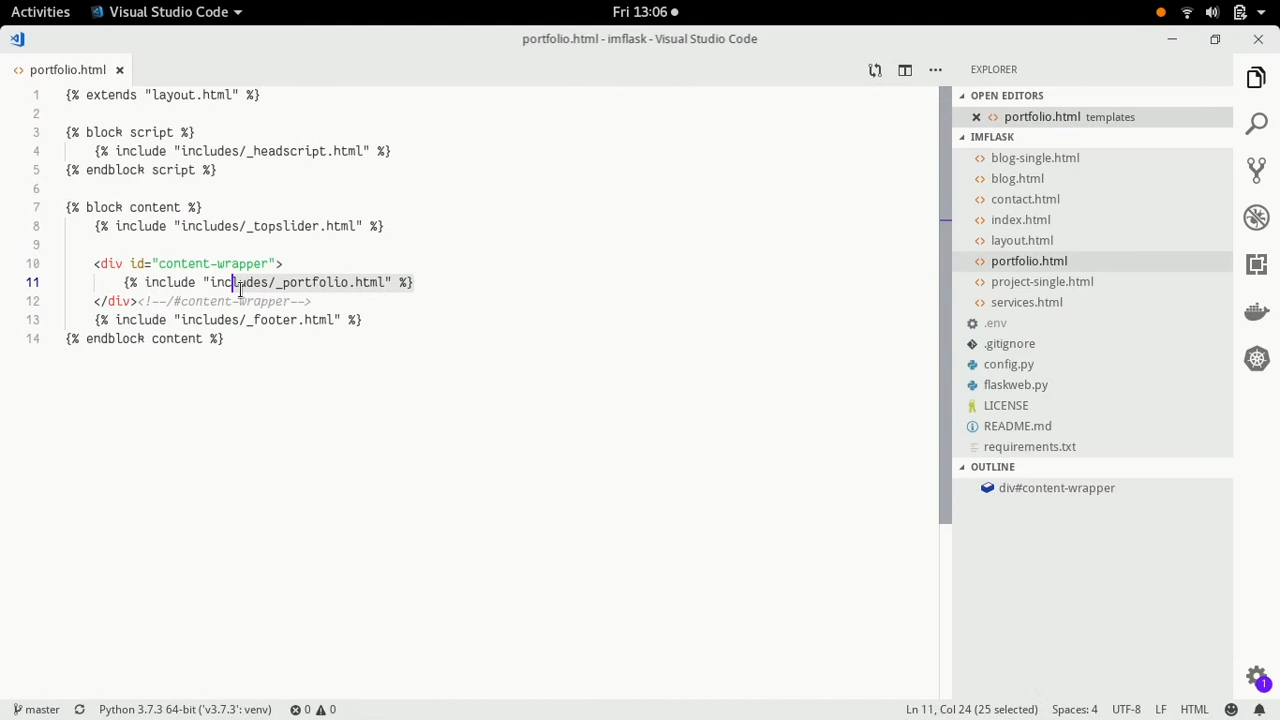 Activities Visual Studio Code Fri 13:06
portfolio.html - imflask - Visual Studio Code
portfolio.html
1 {% extends "layout.html" %}
2
3 {% block script %}
4 {% include "includes/_headscript.html" %}
5 {% endblock script %}
6
7 {% block content %}
8 {% include "includes/_topslider.html" %}
9
10 <div id="content-wrapper">
11 {% include "includes/_portfolio.html" %}
12 </div><!--/#content-wrapper-->
13 {% include "includes/_footer.html" %}
14 {% endblock content %}
EXPLORER
OPEN EDITORS
portfolio.html templates
IMFLASK
blog-single.html
blog.html
contact.html
index.html
layout.html
portfolio.html
project-single.html
services.html
.env
.gitignore
config.py
flaskweb.py
LICENSE
README.md
requirements.txt
OUTLINE
div#content-wrapper
1
master Python 3.7.3 64-bit ('v3.7.3': venv) 0 0 Ln 11, Col 24 (25 selected) Spaces: 4 UTF-8 LF HTML